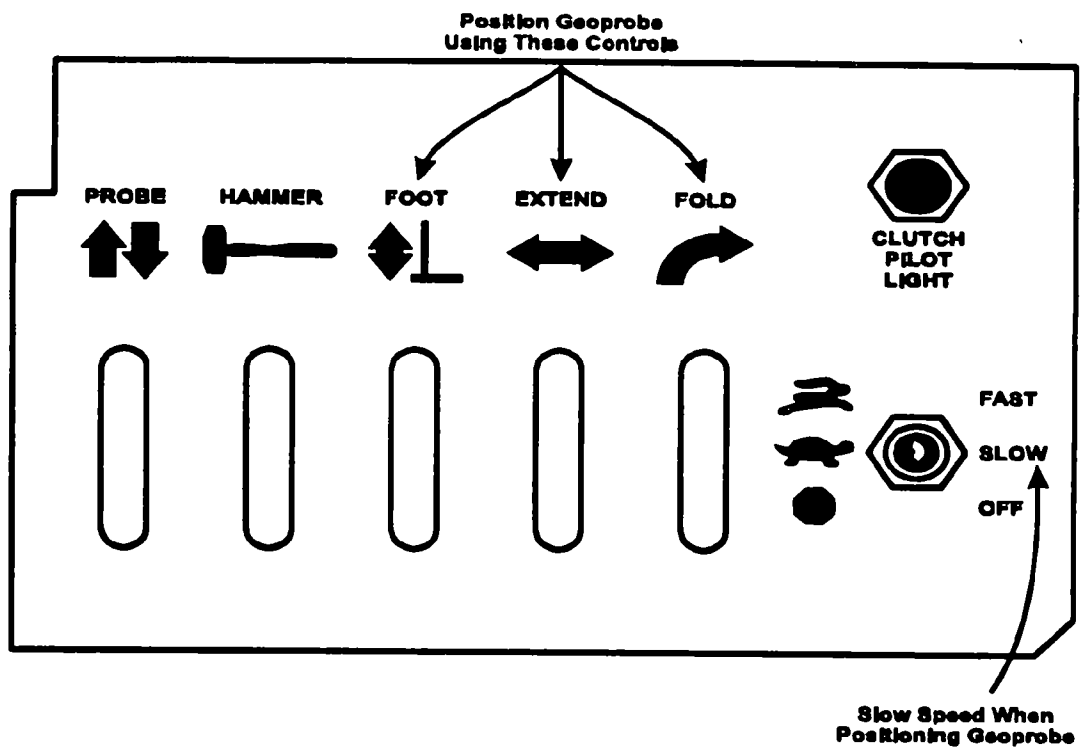 Position Geoprobe
Using These Controls
PROBE
HAMMER
FOOT
EXTEND
FOLD
CLUTCH
PILOT
LIGHT
FAST
SLOW
OFF
Slow Speed When
Positioning Geoprobe